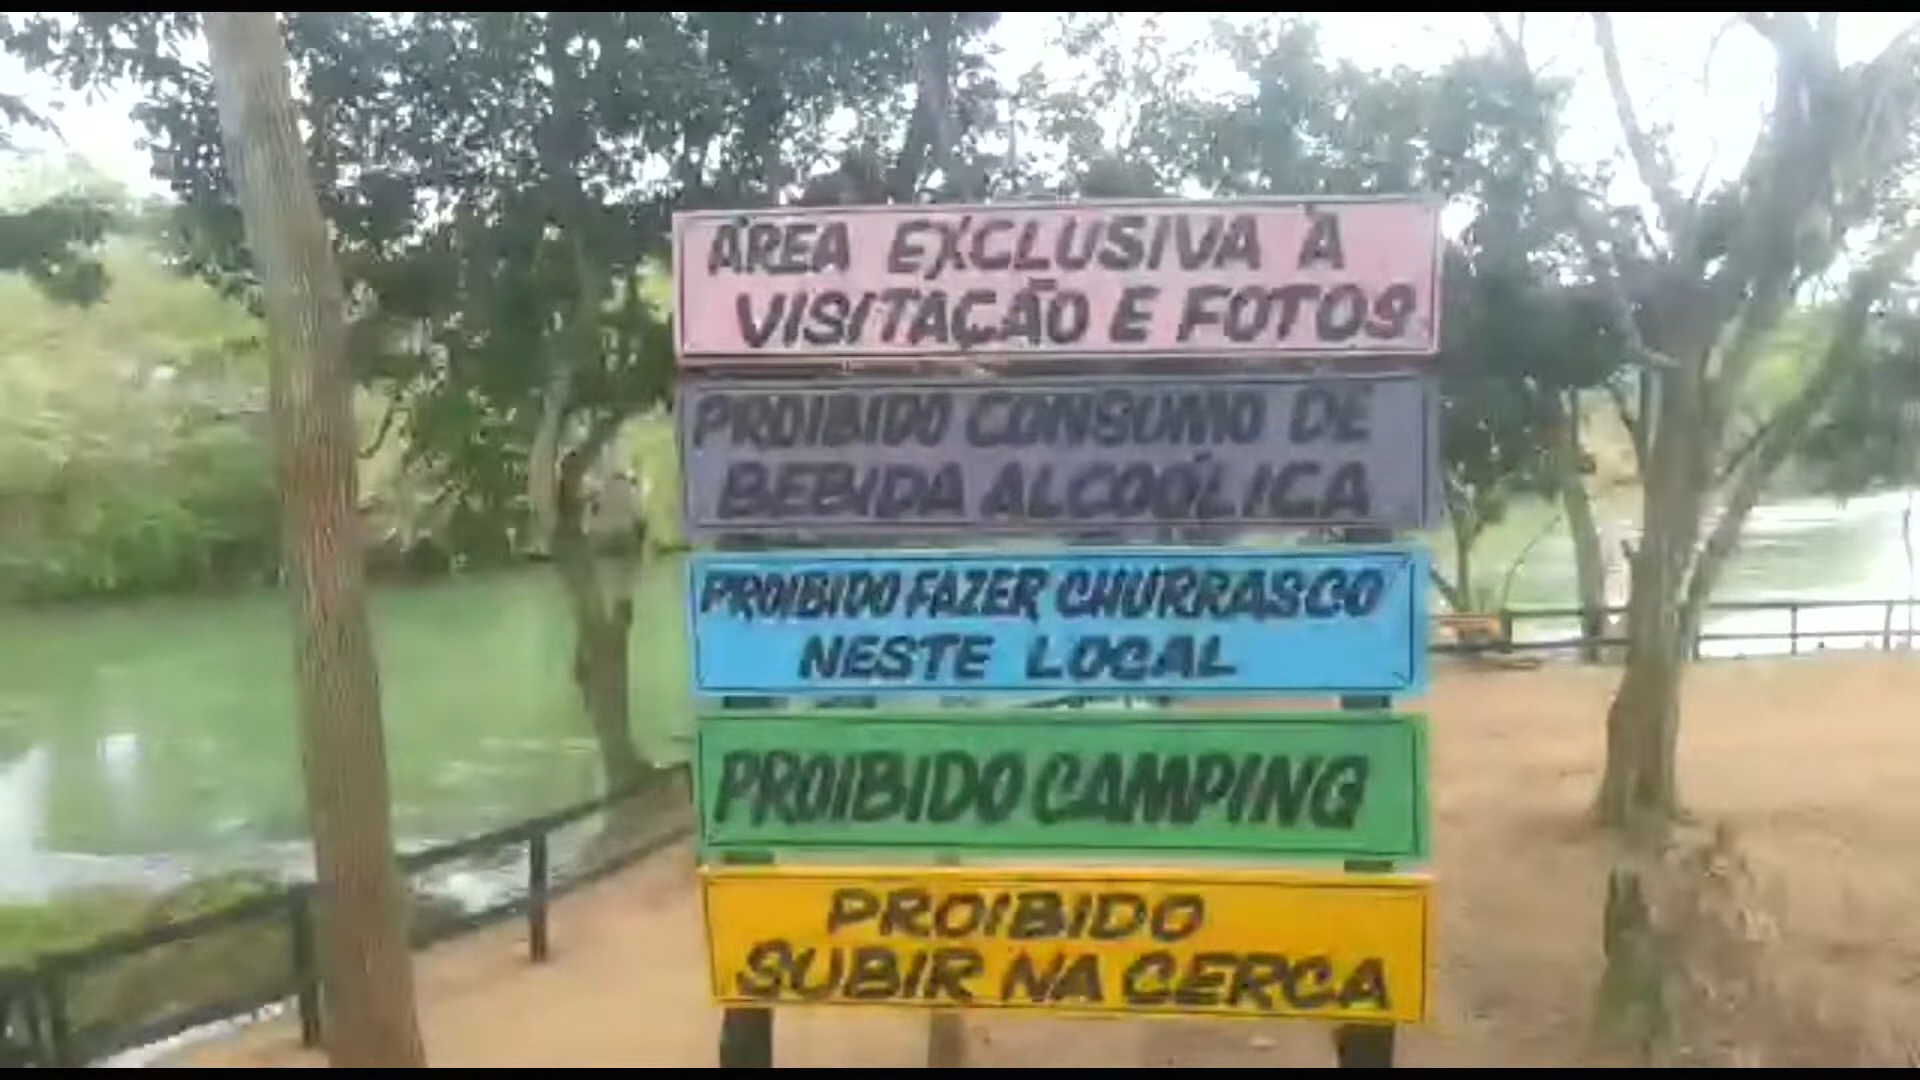 ÁREA EXCLUSIVA À
VISITAÇÃO E FOTOS
PROIBIDO CONSUMO DE
BEBIDA ALCOÓLICA
PROIBIDO FAZER CHURRASCO
NESTE LOCAL
PROIBIDO CAMPING
PROIBIDO
SUBIR NA CERCA